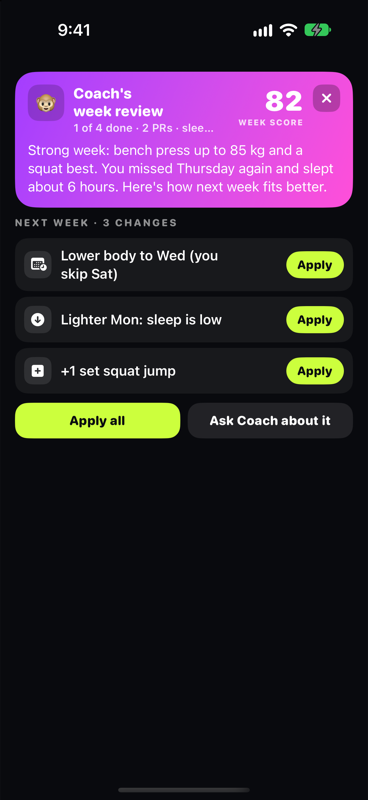 9:41
Coach's
week review
1 of 4 done · 2 PRs · slee...
82
WEEK SCORE
Strong week: bench press up to 85 kg and a
squat best. You missed Thursday again and slept
about 6 hours. Here's how next week fits better.
NEXT WEEK · 3 CHANGES
Lower body to Wed (you
skip Sat)
Apply
Lighter Mon: sleep is low
Apply
+1 set squat jump
Apply
Apply all
Ask Coach about it